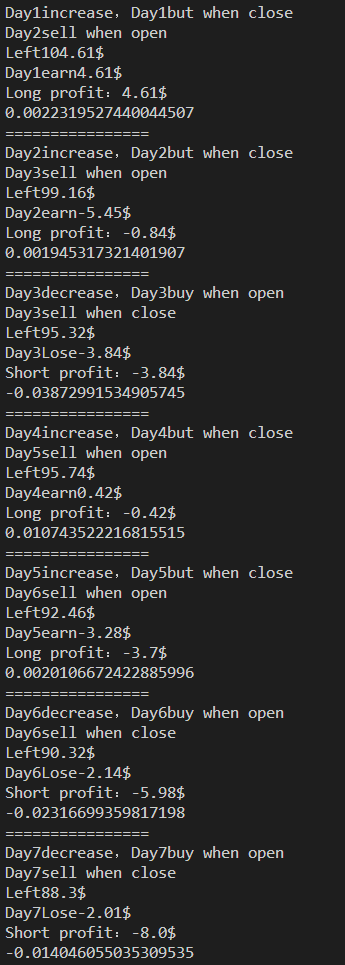 Day1increase，Day1but when close
Day2sell when open
Left104.61$
Day1earn4.61$
Long profit：4.61$
0.0022319527440044507
================
Day2increase，Day2but when close
Day3sell when open
Left99.16$
Day2earn-5.45$
Long profit：-0.84$
0.001945317321401907
================
Day3decrease，Day3buy when open
Day3sell when close
Left95.32$
Day3Lose-3.84$
Short profit：-3.84$
-0.03872991534905745
================
Day4increase，Day4but when close
Day5sell when open
Left95.74$
Day4earn0.42$
Long profit：-0.42$
0.010743522216815515
================
Day5increase，Day5but when close
Day6sell when open
Left92.46$
Day5earn-3.28$
Long profit：-3.7$
0.0020106672422885996
================
Day6decrease，Day6buy when open
Day6sell when close
Left90.32$
Day6Lose-2.14$
Short profit：-5.98$
-0.02316699359817198
================
Day7decrease，Day7buy when open
Day7sell when close
Left88.3$
Day7Lose-2.01$
Short profit：-8.0$
-0.014046055035309535